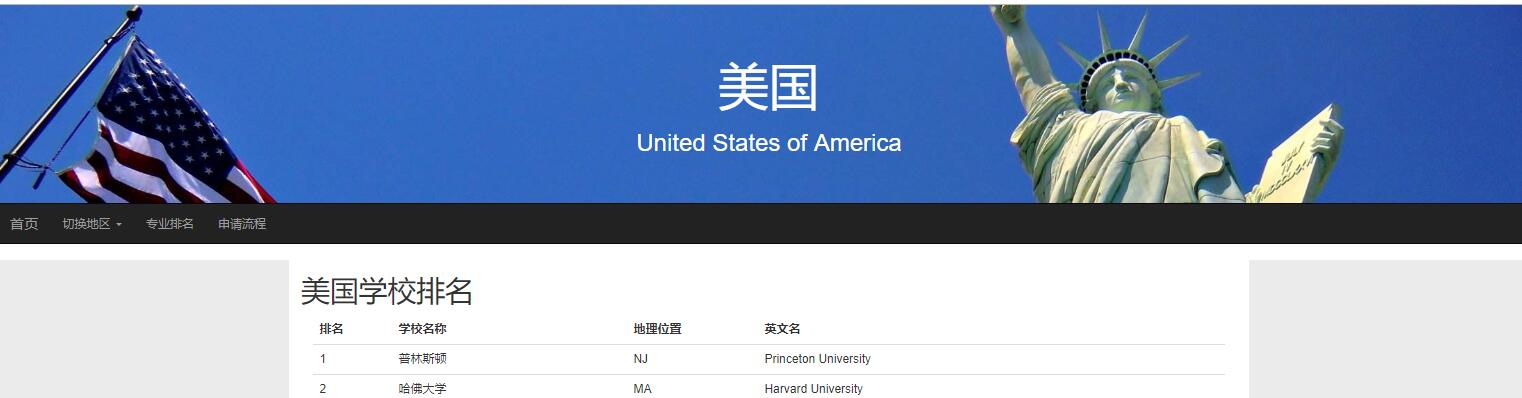 美国
United States of America
首页 切换地区 专业排名 申请流程
美国学校排名
排名 学校名称 地理位置 英文名
1 普林斯顿 NJ Princeton University
2 哈佛大学 MA Harvard University